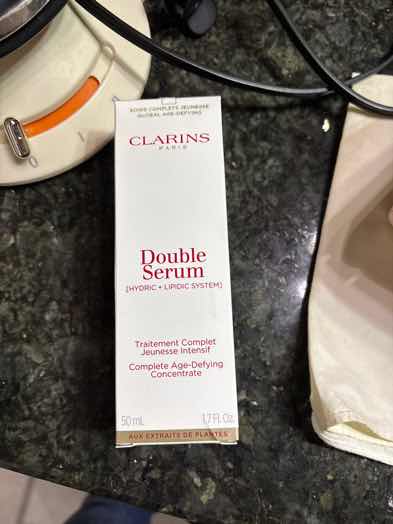 SOINS COMPLETS JEUNESSE
GLOBAL AGE-DEFYING
CLARINS
PARIS
Double
Serum
[HYDRIC + LIPIDIC SYSTEM]
Traitement Complet
Jeunesse Intensif
Complete Age-Defying
Concentrate
50 mL 1.7 Fl. Oz.
AUX EXTRAITS DE PLANTES